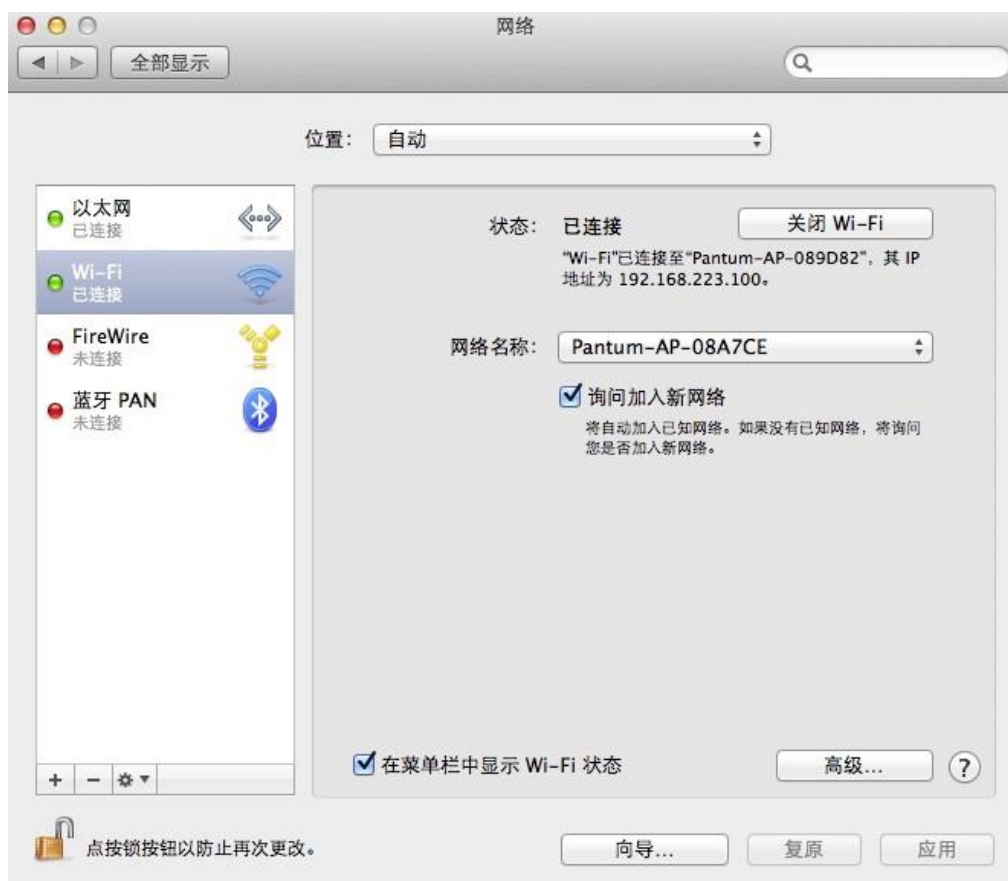 网络
全部显示
位置： 自动
以太网
已连接
Wi-Fi
已连接
FireWire
未连接
蓝牙 PAN
未连接
状态： 已连接 关闭 Wi-Fi
“Wi-Fi”已连接至“Pantum-AP-089D82”，其 IP
地址为 192.168.223.100。
网络名称： Pantum-AP-08A7CE
询问加入新网络
将自动加入已知网络。如果没有已知网络，将询问
您是否加入新网络。
在菜单栏中显示 Wi-Fi 状态 高级... ?
点按锁按钮以防止再次更改。 向导... 复原 应用